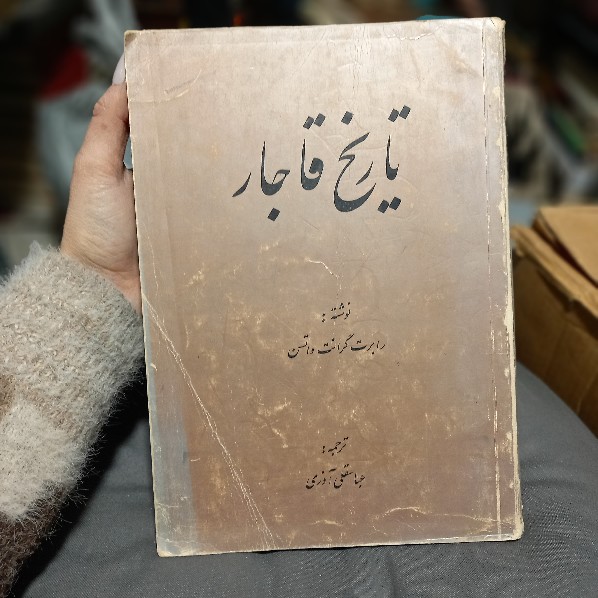 تاریخ قاجار
نوشته :
رابرت گرانت واتسن
ترجمه :
عباسقلی آذری